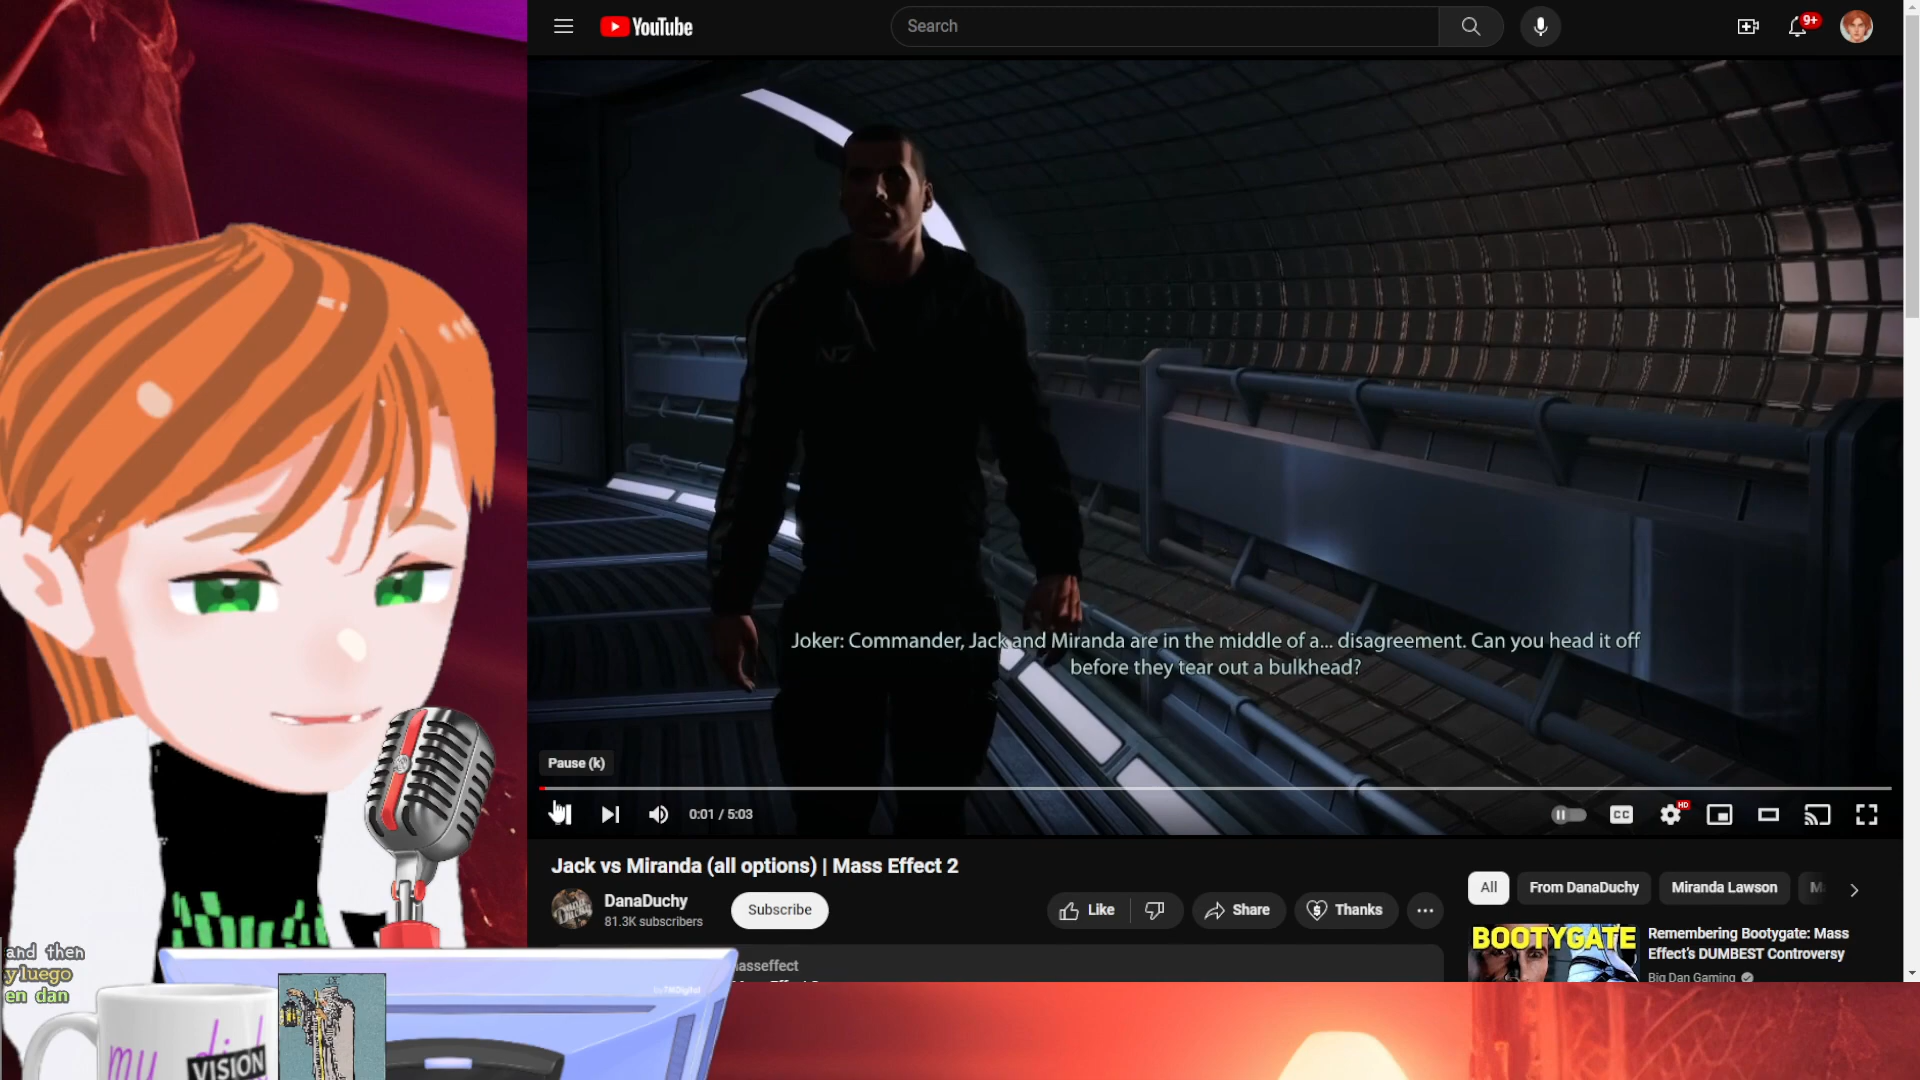 YouTube
Search
9+
Joker: Commander, Jack and Miranda are in the middle of a... disagreement. Can you head it off
before they tear out a bulkhead?
Pause (k)
0:01 / 5:03
CC
HD
Jack vs Miranda (all options) | Mass Effect 2
DanaDuchy
81.3K subscribers
Subscribe
Like
Share
Thanks
All
From DanaDuchy
Miranda Lawson
BOOTYGATE
Remembering Bootygate: Mass
Effect's DUMBEST Controversy
Big Dan Gaming
masseffect
and then
y luego
en dan
my
VISION